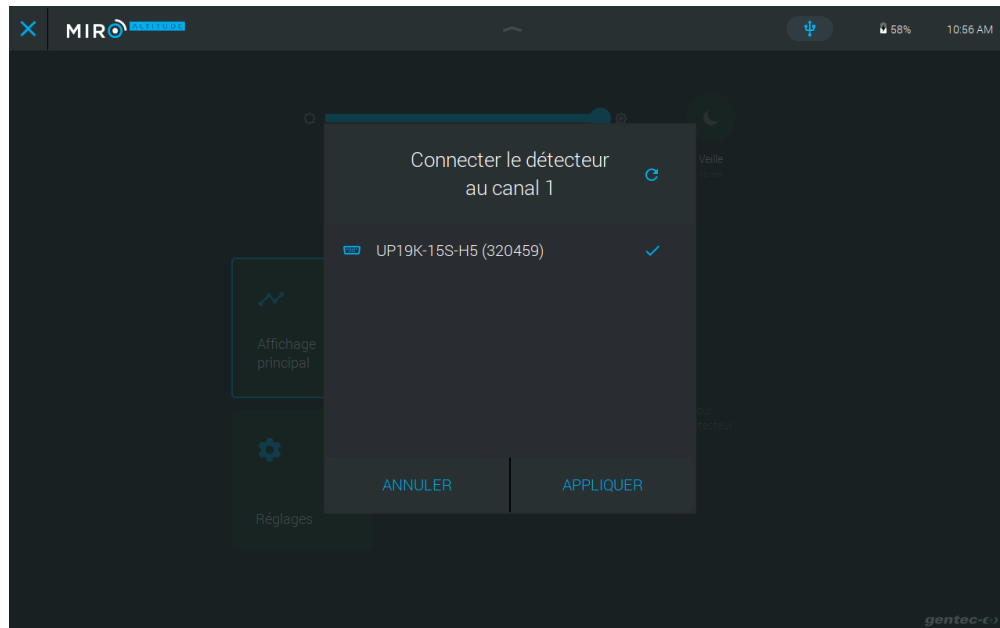 MIRO ALTITUDE
58%
10:56 AM
Connecter le détecteur
au canal 1
Veille
UP19K-15S-H5 (320459)
Affichage
principal
ANNULER
APPLIQUER
Réglages
gentec-eo